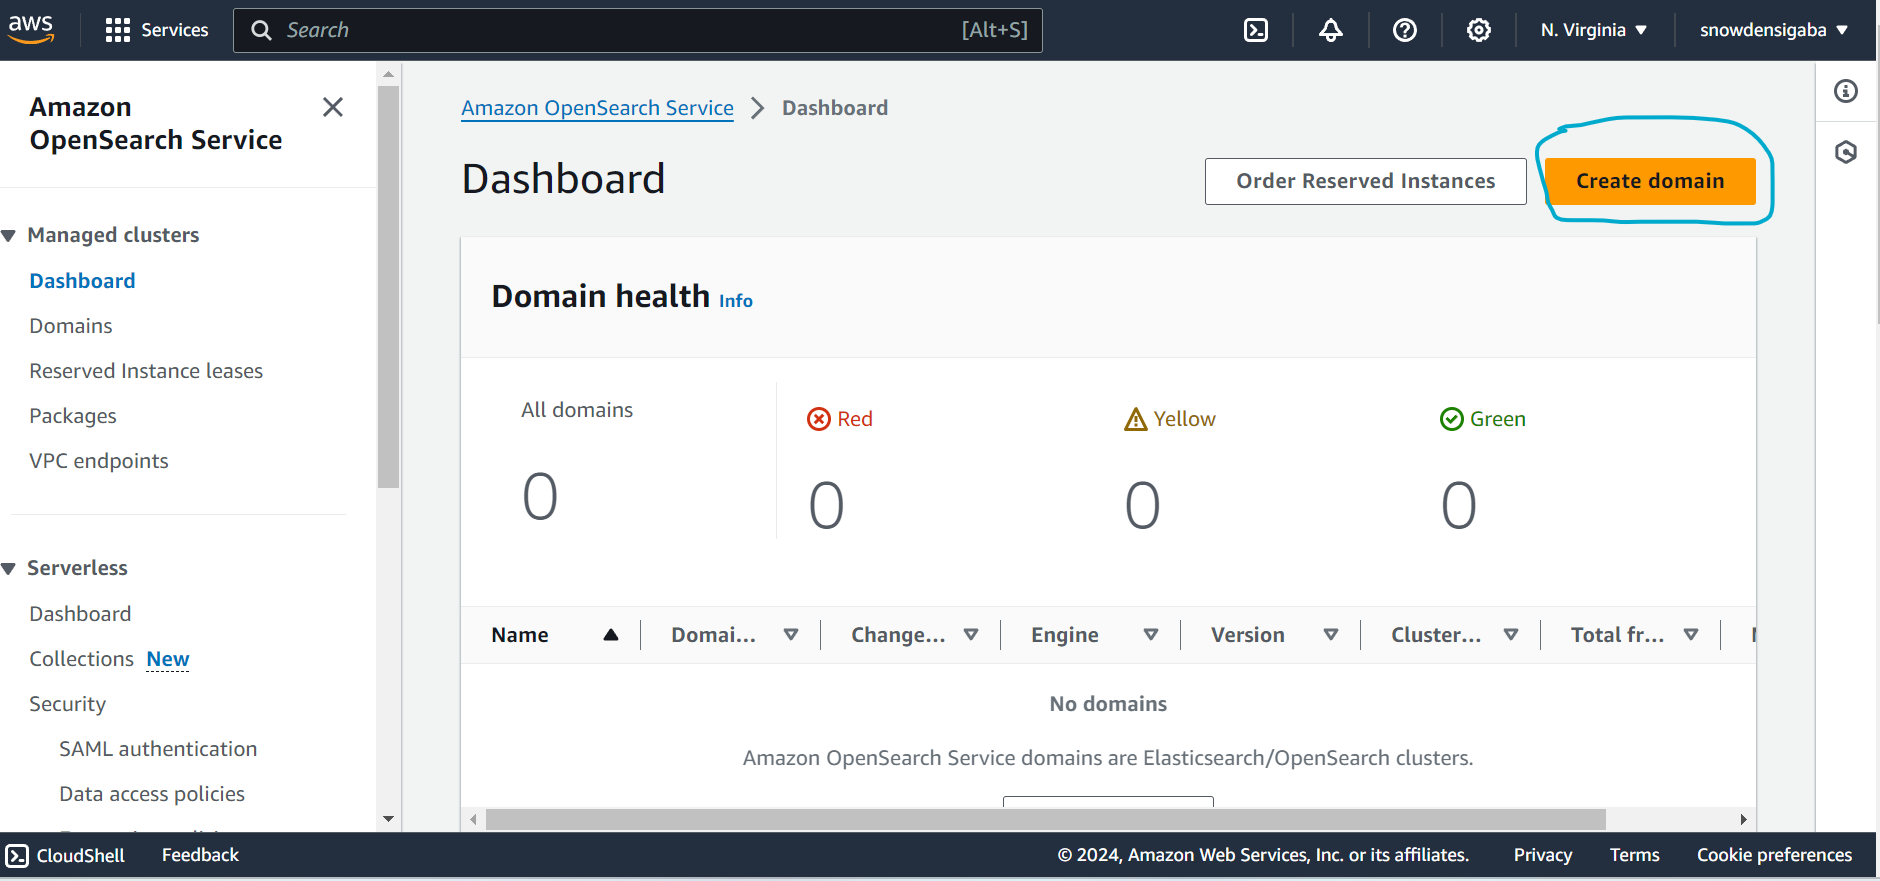 aws
Services
Search
[Alt+S]
N. Virginia
snowdensigaba
Amazon
OpenSearch Service
Managed clusters
Dashboard
Domains
Reserved Instance leases
Packages
VPC endpoints
Serverless
Dashboard
Collections New
Security
SAML authentication
Data access policies
Amazon OpenSearch Service
Dashboard
Dashboard
Order Reserved Instances
Create domain
Domain health Info
All domains
Red
Yellow
Green
0
0
0
0
Name
Domai...
Change...
Engine
Version
Cluster...
Total fr...
No domains
Amazon OpenSearch Service domains are Elasticsearch/OpenSearch clusters.
CloudShell
Feedback
© 2024, Amazon Web Services, Inc. or its affiliates.
Privacy
Terms
Cookie preferences